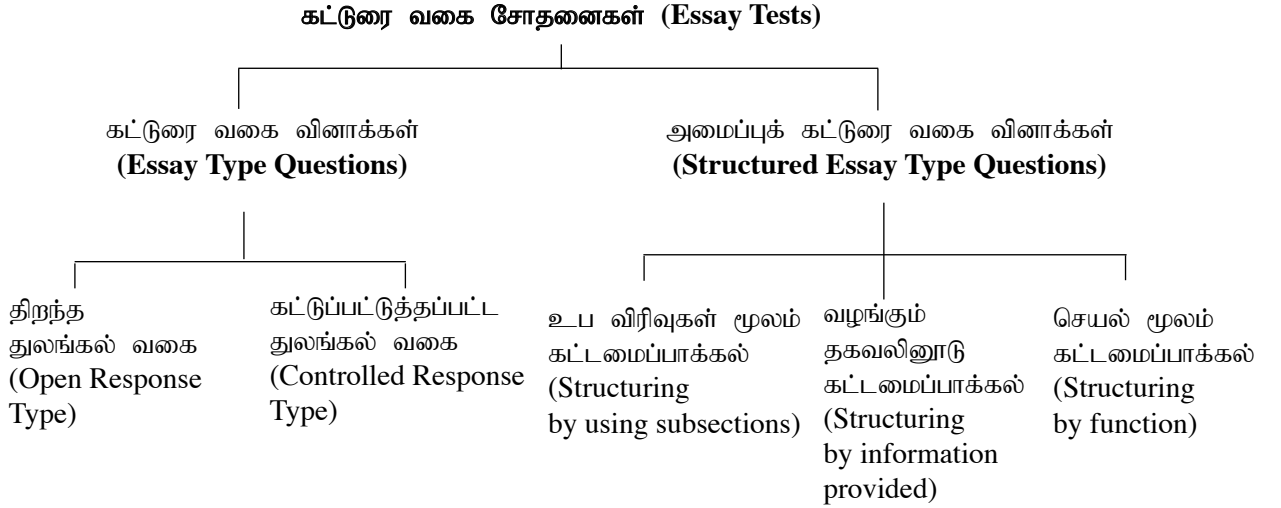 கட்டுரை வகை சோதனைகள் (Essay Tests)
கட்டுரை வகை வினாக்கள்
(Essay Type Questions)
அமைப்புக் கட்டுரை வகை வினாக்கள்
(Structured Essay Type Questions)
திறந்த
துலங்கல் வகை
(Open Response
Type)
கட்டுப்பட்டுத்தப்பட்ட
துலங்கல் வகை
(Controlled Response
Type)
உப விரிவுகள் மூலம்
கட்டமைப்பாக்கல்
(Structuring
by using subsections)
வழங்கும்
தகவலினூடு
கட்டமைப்பாக்கல்
(Structuring
by information
provided)
செயல் மூலம்
கட்டமைப்பாக்கல்
(Structuring
by function)